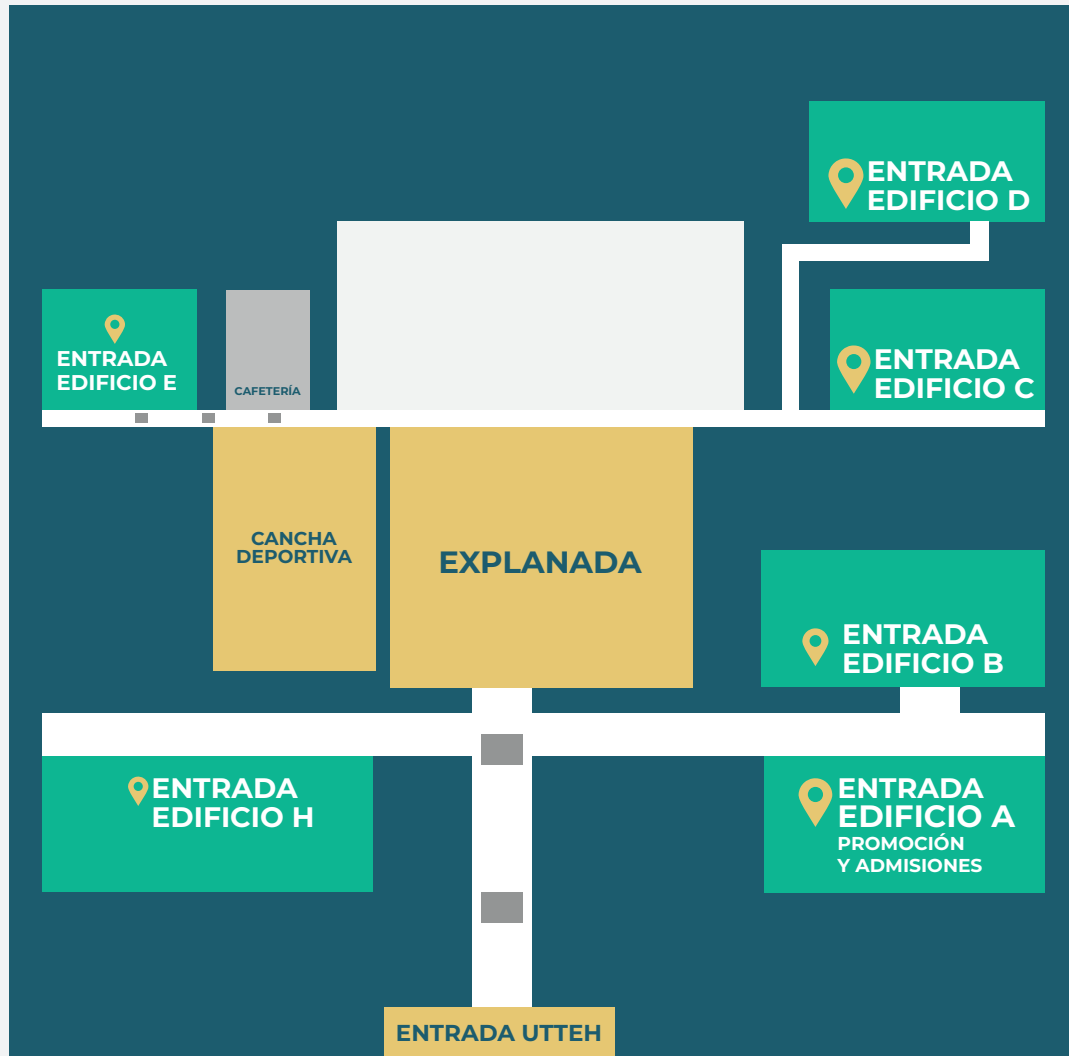 ENTRADA
EDIFICIO D
ENTRADA
EDIFICIO E
CAFETERÍA
ENTRADA
EDIFICIO C
CANCHA
DEPORTIVA
EXPLANADA
ENTRADA
EDIFICIO B
ENTRADA
EDIFICIO H
ENTRADA
EDIFICIO A
PROMOCIÓN
Y ADMISIONES
ENTRADA UTTEH